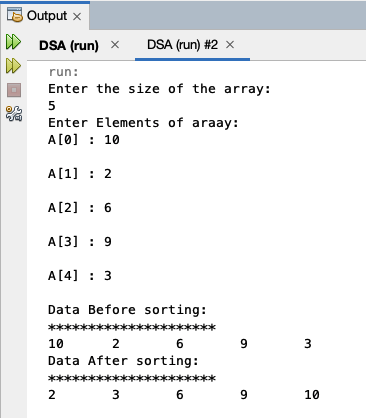 Output ×
DSA (run) × DSA (run) #2 ×
run:
Enter the size of the array:
5
Enter Elements of araay:
A[0] : 10
A[1] : 2
A[2] : 6
A[3] : 9
A[4] : 3
Data Before sorting:
*********************
10 2 6 9 3
Data After sorting:
*********************
2 3 6 9 10